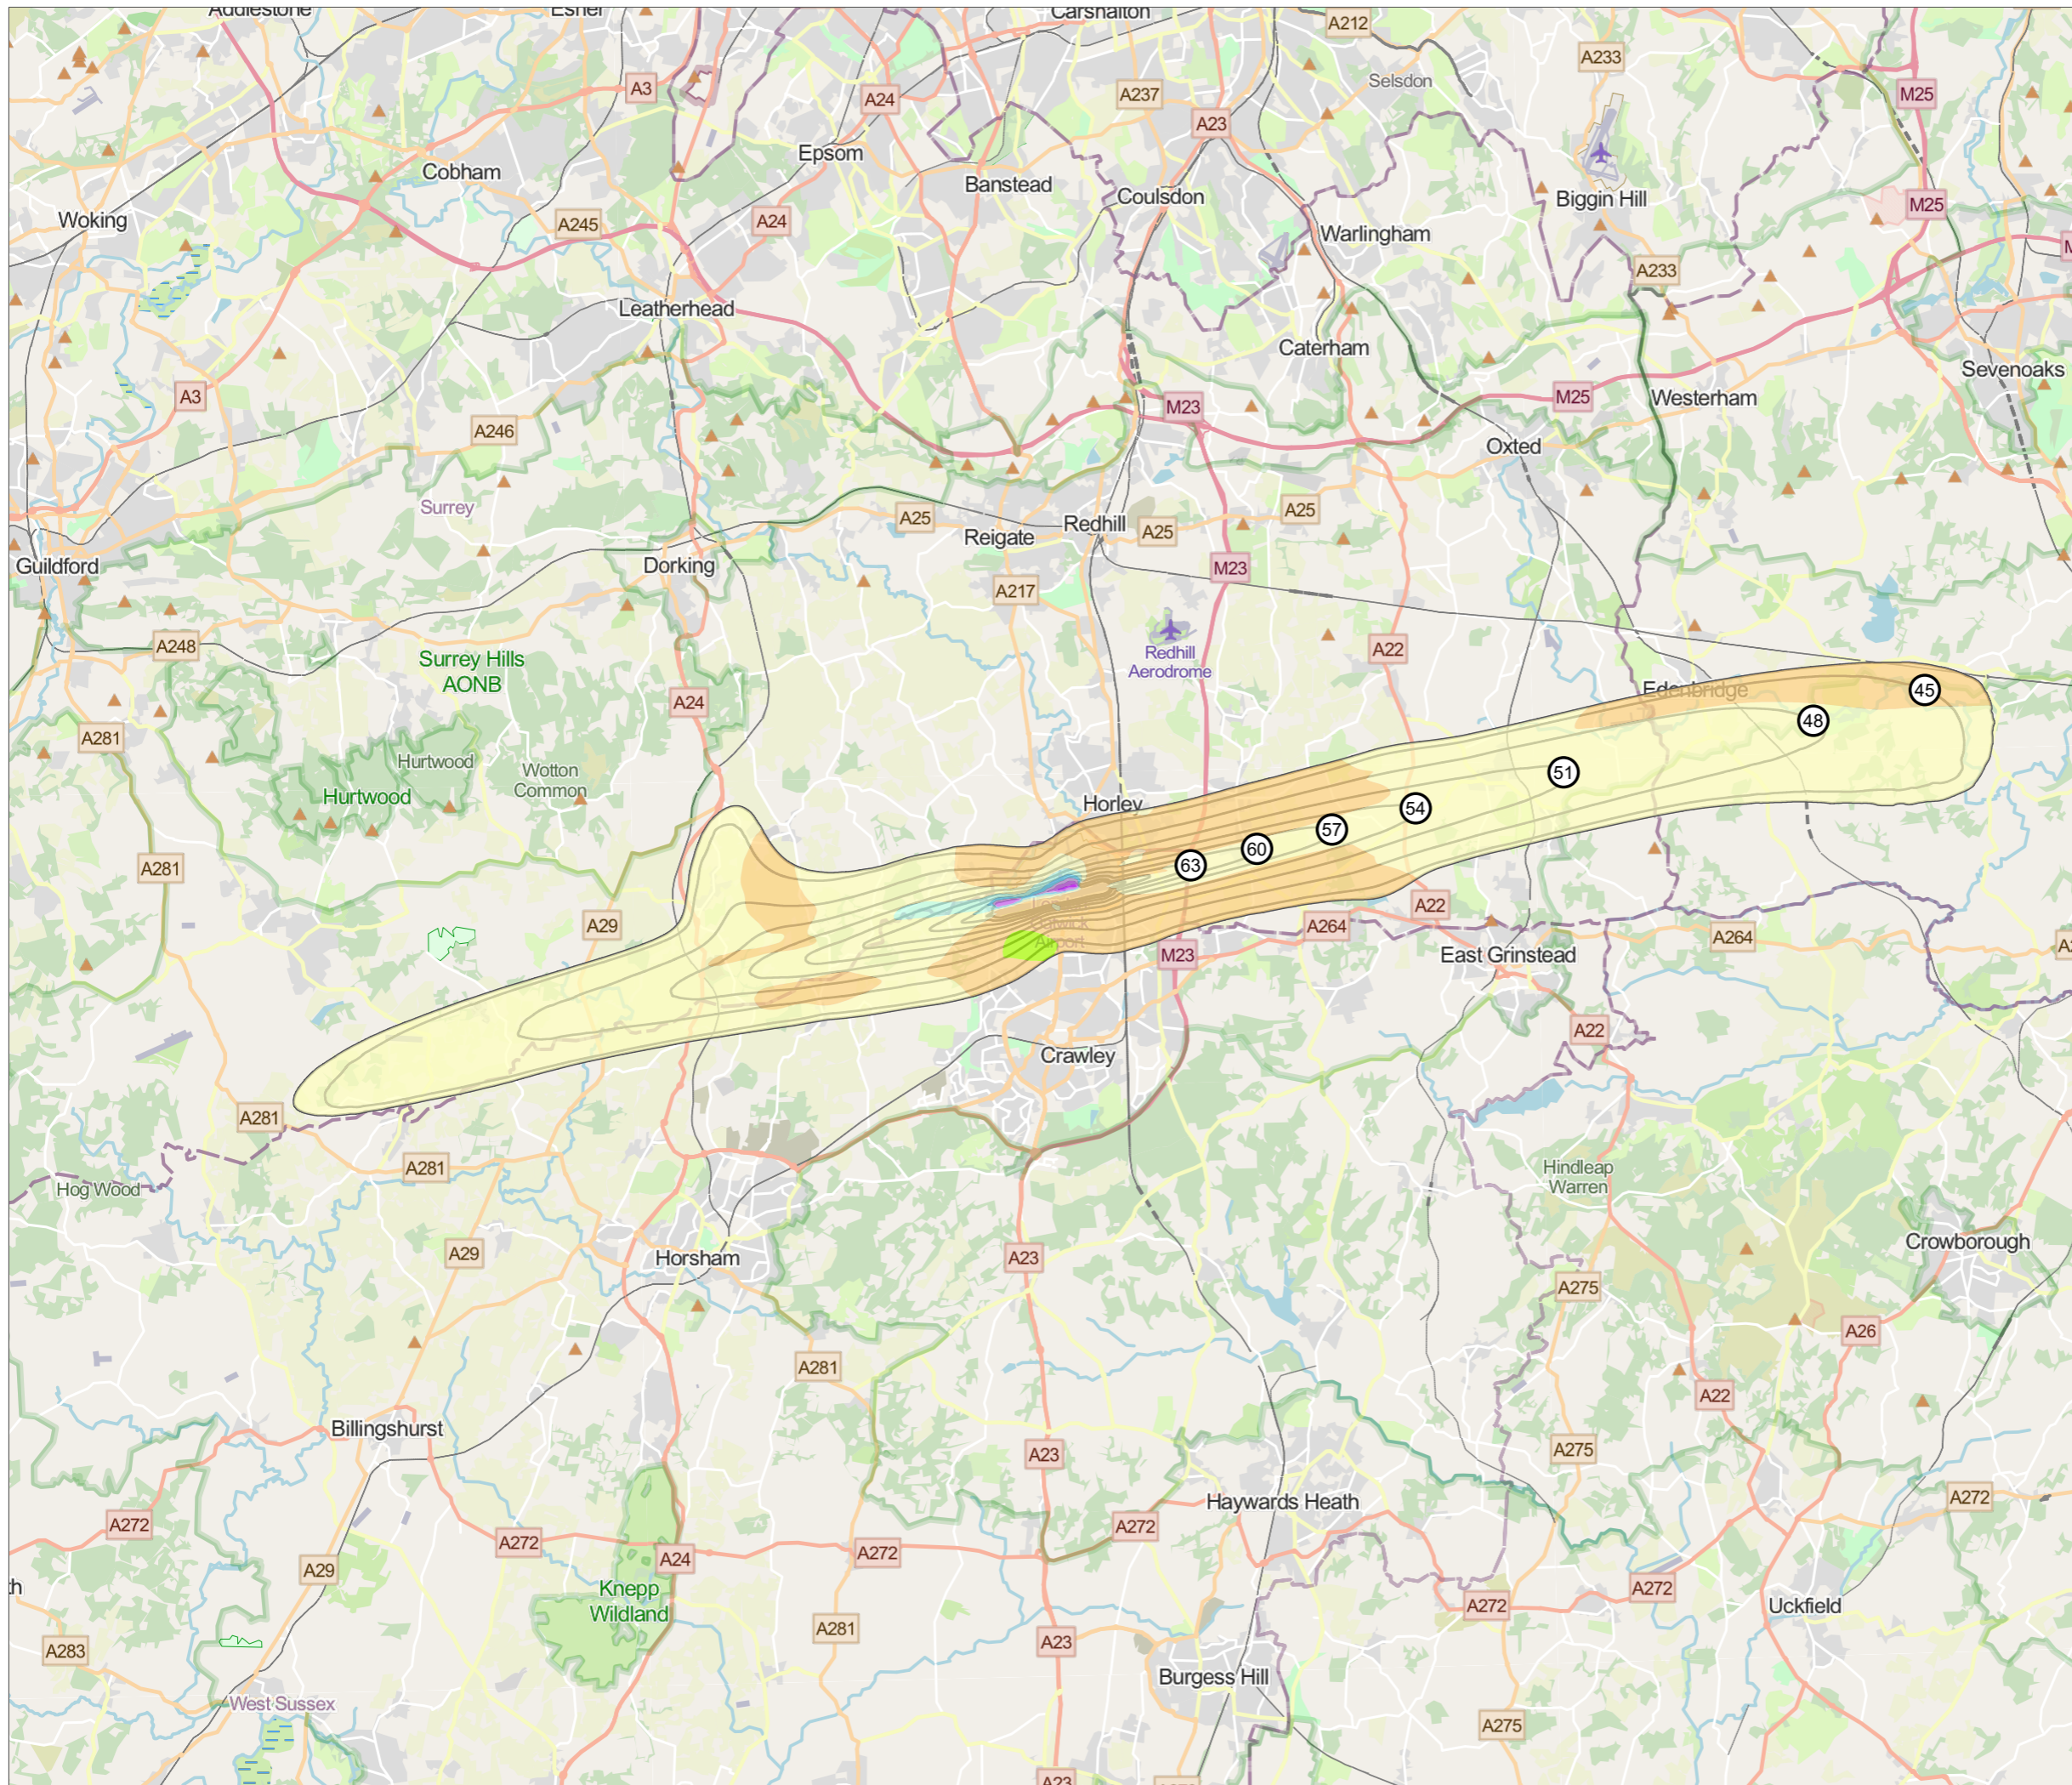 Addlestone
Esher
Carshalton
A212
A233
Selsdon
A3
A24
A237
M25
A23
Epsom
Cobham
Banstead
Coulsdon
Biggin Hill
M25
Woking
A245
A24
Warlingham
A233
Leatherhead
Caterham
Sevenoaks
A3
M23
M25
Westerham
A246
Oxted
Surrey
A25
Redhill
A25
A25
Reigate
Guildford
Dorking
M23
A217
A248
Redhill
Aerodrome
A22
Surrey Hills
AONB
Edenbridge
45
A24
48
A281
Hurtwood
Wotton
Common
51
Hurtwood
Horley
54
57
60
63
A281
A29
Gatwick
Airport
A22
A264
A264
M23
East Grinstead
A22
Crawley
A281
A281
Hog Wood
Hindleap
Warren
A29
Horsham
A23
Crowborough
A275
A26
A281
A22
Billingshurst
A23
A275
Haywards Heath
A272
A272
A272
A272
A272
A24
A29
Knepp
Wildland
A272
A272
Uckfield
A281
A283
A23
Burgess Hill
West Sussex
A275
A23